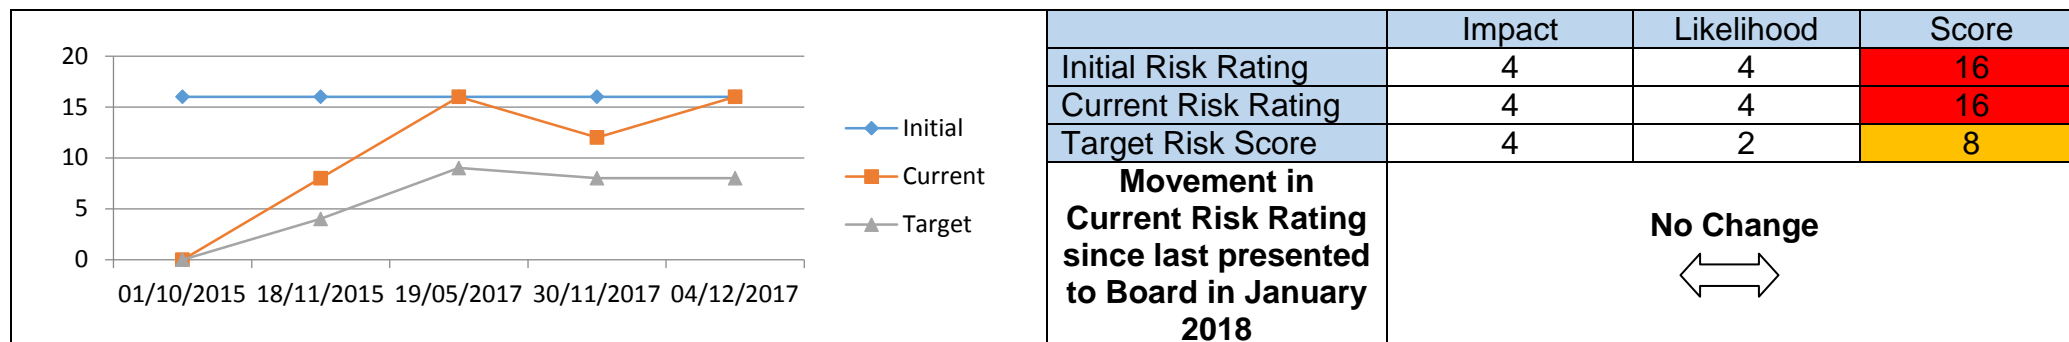 20
15
10
5
0
01/10/2015 18/11/2015 19/05/2017 30/11/2017 04/12/2017
Initial
Current
Target
Impact Likelihood Score
Initial Risk Rating 4 4 16
Current Risk Rating 4 4 16
Target Risk Score 4 2 8
Movement in
Current Risk Rating
since last presented
to Board in January
2018
No Change